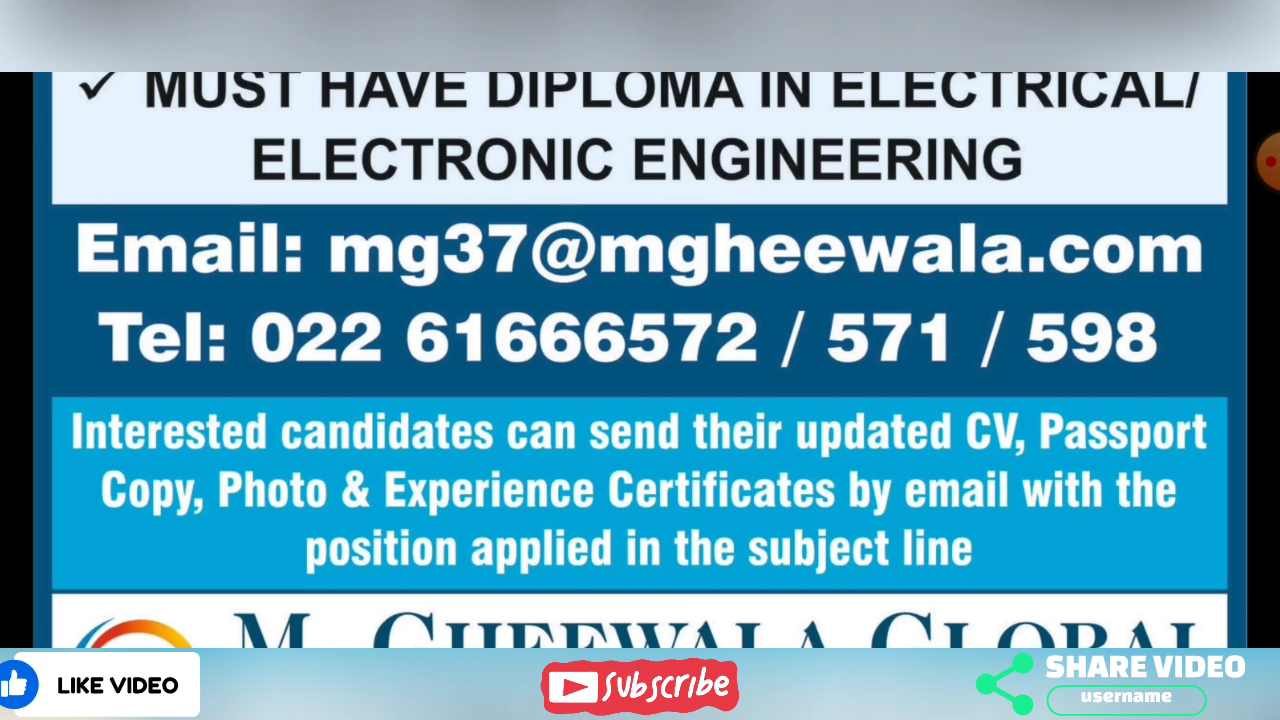 ✓ MUST HAVE DIPLOMA IN ELECTRICAL/
ELECTRONIC ENGINEERING
Email: mg37@mgheewala.com
Tel: 022 61666572 / 571 / 598
Interested candidates can send their updated CV, Passport
Copy, Photo & Experience Certificates by email with the
position applied in the subject line
M. GHEEWALA GLOBAL
LIKE VIDEO
Subscribe
SHARE VIDEO
username